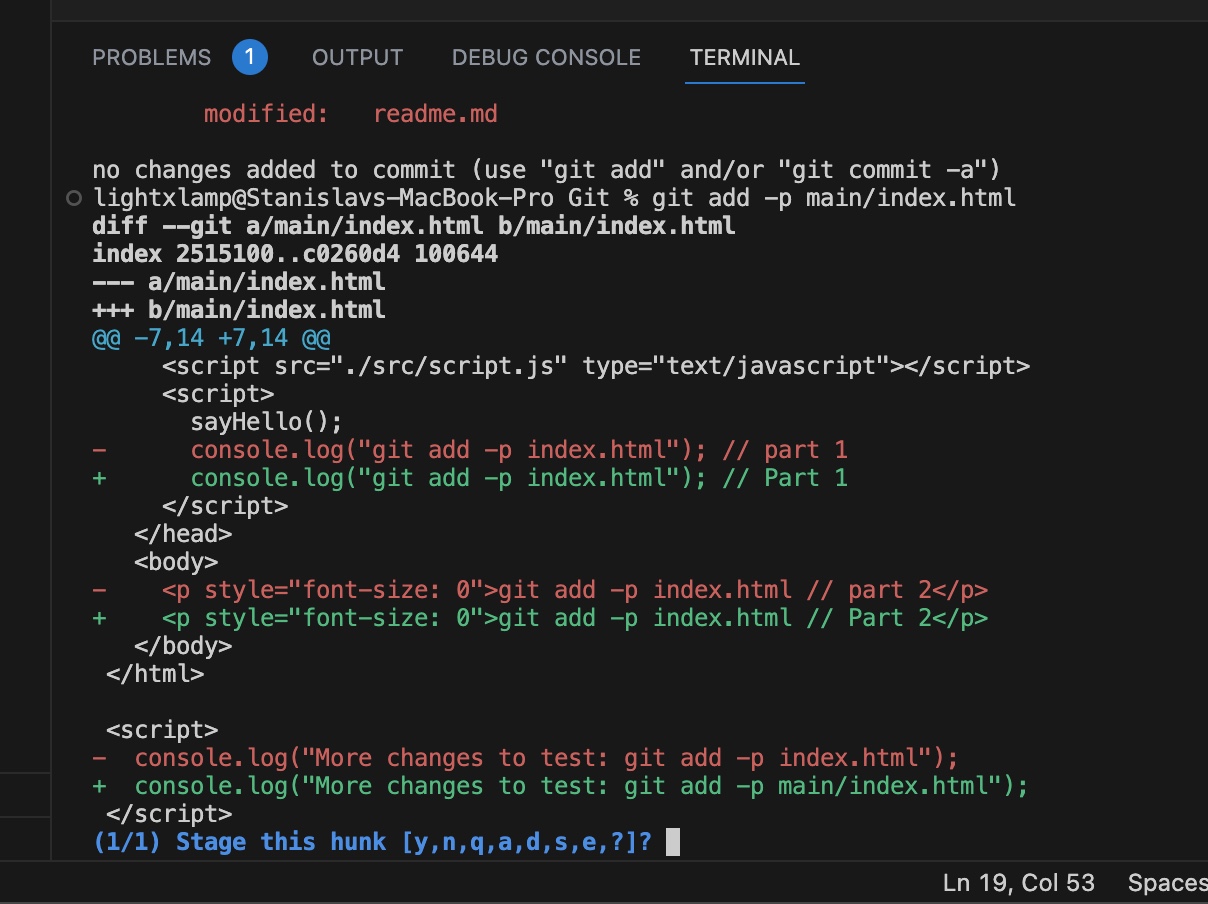 PROBLEMS 1 OUTPUT DEBUG CONSOLE TERMINAL
modified: readme.md
no changes added to commit (use "git add" and/or "git commit -a")
lightxlamp@Stanislavs-MacBook-Pro Git % git add -p main/index.html
diff --git a/main/index.html b/main/index.html
index 2515100..c0260d4 100644
--- a/main/index.html
+++ b/main/index.html
@@ -7,14 +7,14 @@
<script src="./src/script.js" type="text/javascript"></script>
<script>
sayHello();
- console.log("git add -p index.html"); // part 1
+ console.log("git add -p index.html"); // Part 1
</script>
</head>
<body>
- <p style="font-size: 0">git add -p index.html // part 2</p>
+ <p style="font-size: 0">git add -p index.html // Part 2</p>
</body>
</html>
<script>
- console.log("More changes to test: git add -p index.html");
+ console.log("More changes to test: git add -p main/index.html");
</script>
(1/1) Stage this hunk [y,n,q,a,d,s,e,?]?
Ln 19, Col 53 Spaces